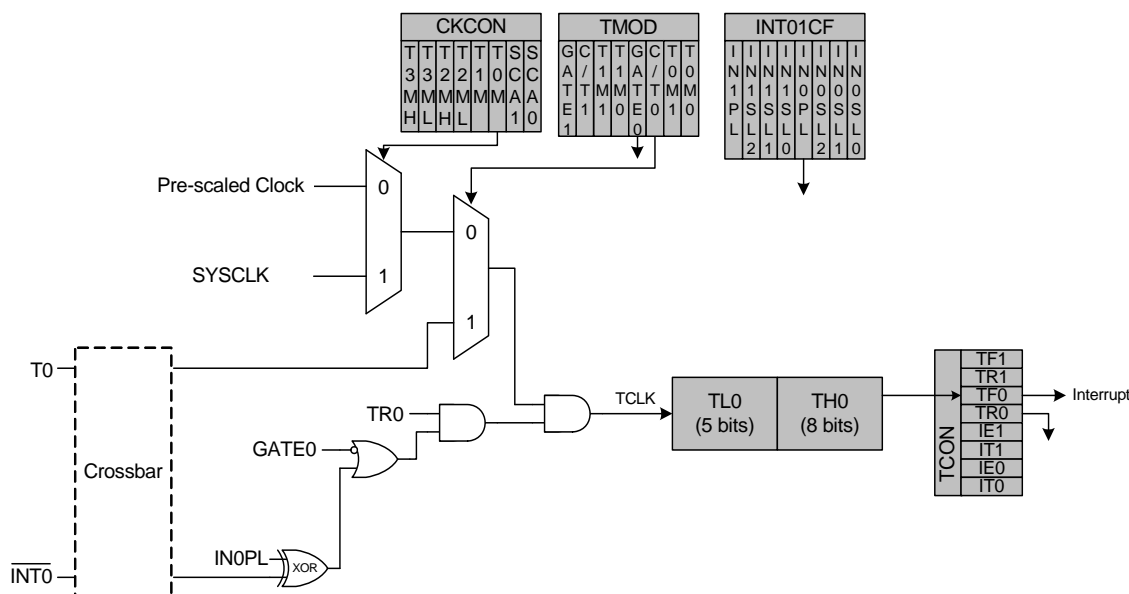 CKCON
T3MH
T3ML
T2MH
T2ML
T1M
T0M
SCA1
SCA0
TMOD
GATE1
C/T1
T1M1
T1M0
GATE0
C/T0
T0M1
T0M0
INT01CF
IN1PL
IN1SL2
IN1SL1
IN1SL0
IN0PL
IN0SL2
IN0SL1
IN0SL0
Pre-scaled Clock
0
SYSCLK
1
0
1
T0
Crossbar
INT0
TR0
GATE0
IN0PL
XOR
TCLK
TL0
(5 bits)
TH0
(8 bits)
TCON
TF1
TR1
TF0
TR0
IE1
IT1
IE0
IT0
Interrupt